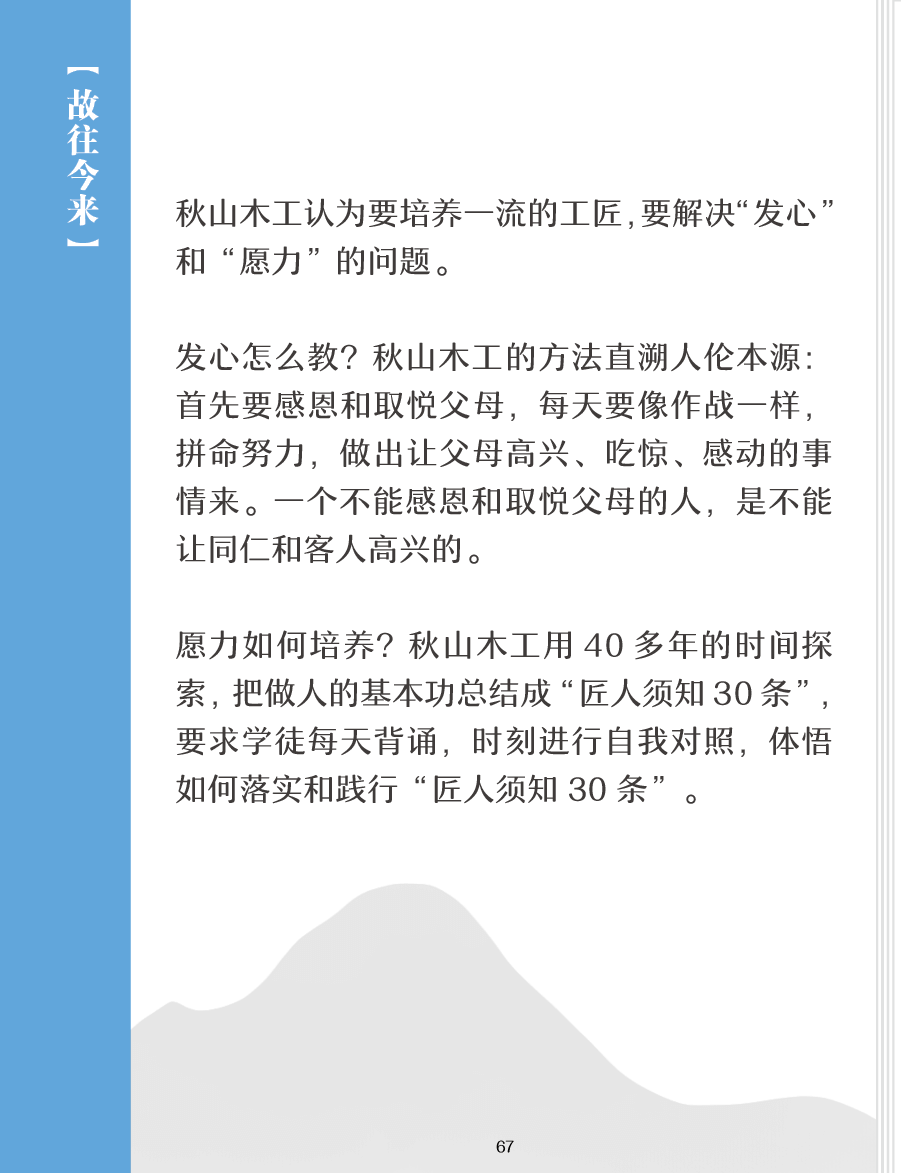 【故往今来】
秋山木工认为要培养一流的工匠，要解决“发心”
和“愿力”的问题。
发心怎么教？秋山木工的方法直溯人伦本源：
首先要感恩和取悦父母，每天要像作战一样，
拼命努力，做出让父母高兴、吃惊、感动的事
情来。一个不能感恩和取悦父母的人，是不能
让同仁和客人高兴的。
愿力如何培养？秋山木工用 40 多年的时间探
索，把做人的基本功总结成“匠人须知 30 条”，
要求学徒每天背诵，时刻进行自我对照，体悟
如何落实和践行“匠人须知 30 条”。
67